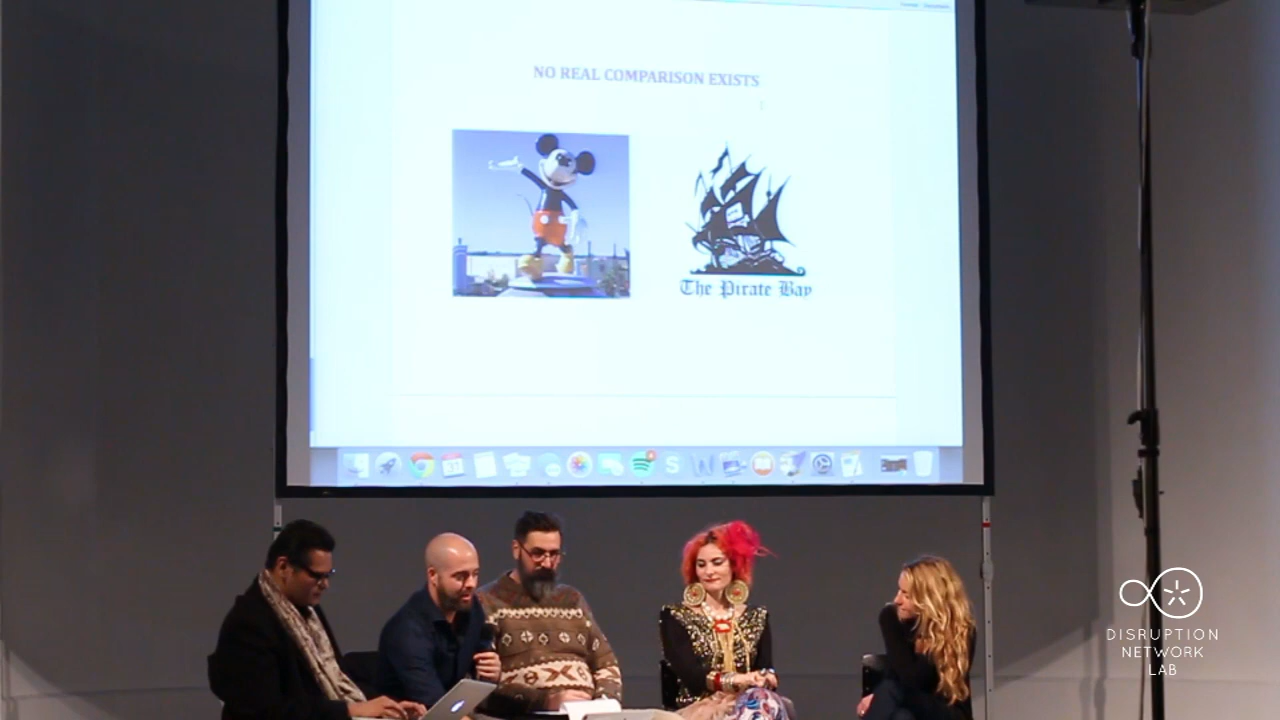 NO REAL COMPARISON EXISTS
The Pirate Bay
DISRUPTION
NETWORK
LAB